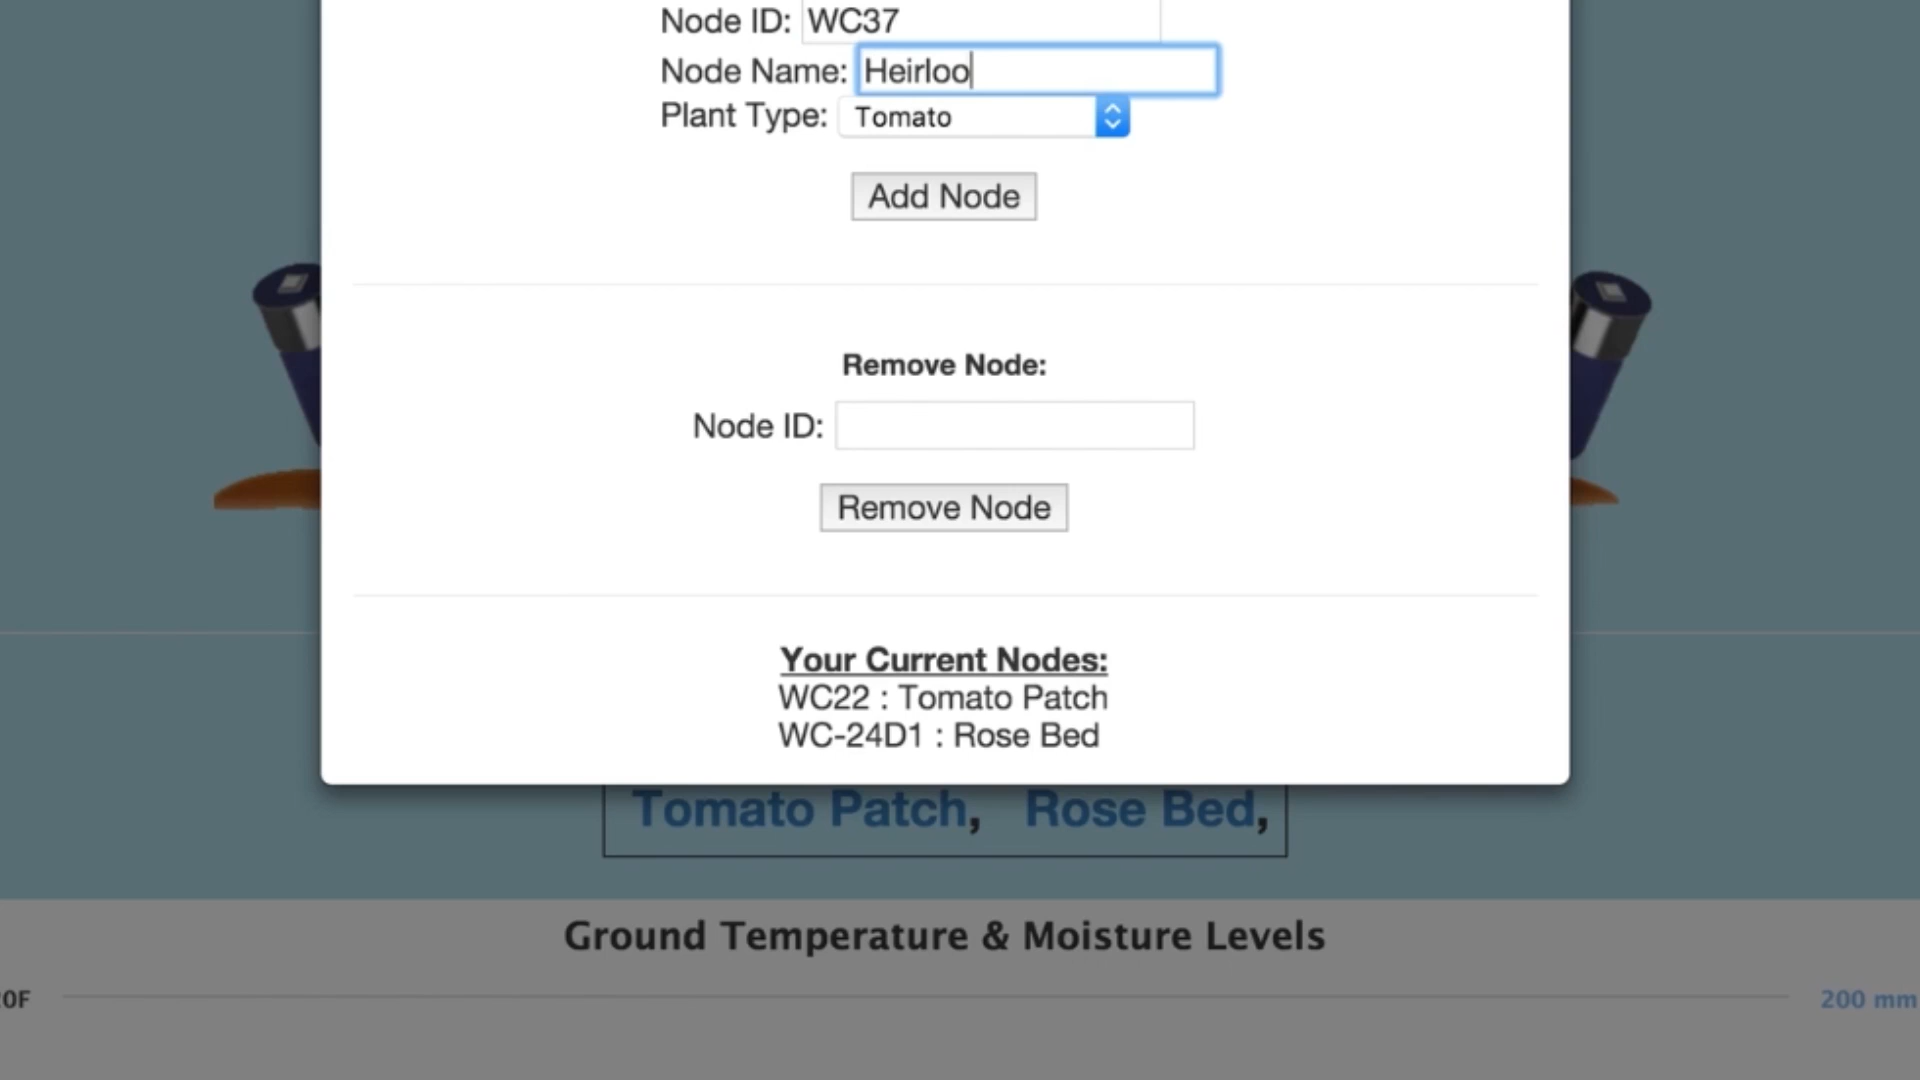 Node ID: WC37
Node Name: Heirloo
Plant Type: Tomato
Add Node
Remove Node:
Node ID:
Remove Node
Your Current Nodes:
WC22 : Tomato Patch
WC-24D1 : Rose Bed
Tomato Patch, Rose Bed,
Ground Temperature & Moisture Levels
200 mm